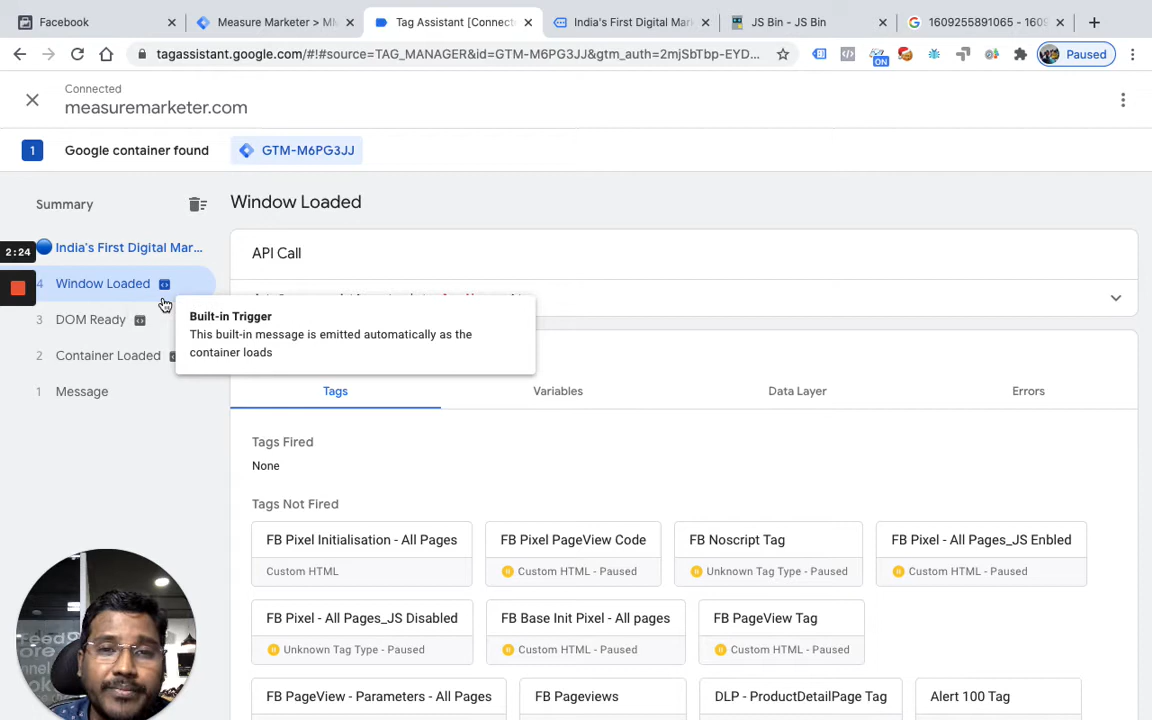 Facebook
Measure Marketer > MM
Tag Assistant [Connect
India's First Digital Mark
JS Bin - JS Bin
1609255891065 - 1609
tagassistant.google.com/#!#source=TAG_MANAGER&id=GTM-M6PG3JJ&gtm_auth=2mjSbTbp-EYD...
ON
Paused
Connected
measuremarketer.com
1
Google container found
GTM-M6PG3JJ
Summary
Window Loaded
India's First Digital Mar...
2:24
API Call
4 Window Loaded
Built-in Trigger
3 DOM Ready
This built-in message is emitted automatically as the
container loads
2 Container Loaded
1 Message
Tags
Variables
Data Layer
Errors
Tags Fired
None
Tags Not Fired
FB Pixel Initialisation - All Pages
FB Pixel PageView Code
FB Noscript Tag
FB Pixel - All Pages_JS Enbled
Custom HTML
Custom HTML - Paused
Unknown Tag Type - Paused
Custom HTML - Paused
FB Pixel - All Pages_JS Disabled
FB Base Init Pixel - All pages
FB PageView Tag
Unknown Tag Type - Paused
Custom HTML - Paused
Custom HTML - Paused
FB PageView - Parameters - All Pages
FB Pageviews
DLP - ProductDetailPage Tag
Alert 100 Tag